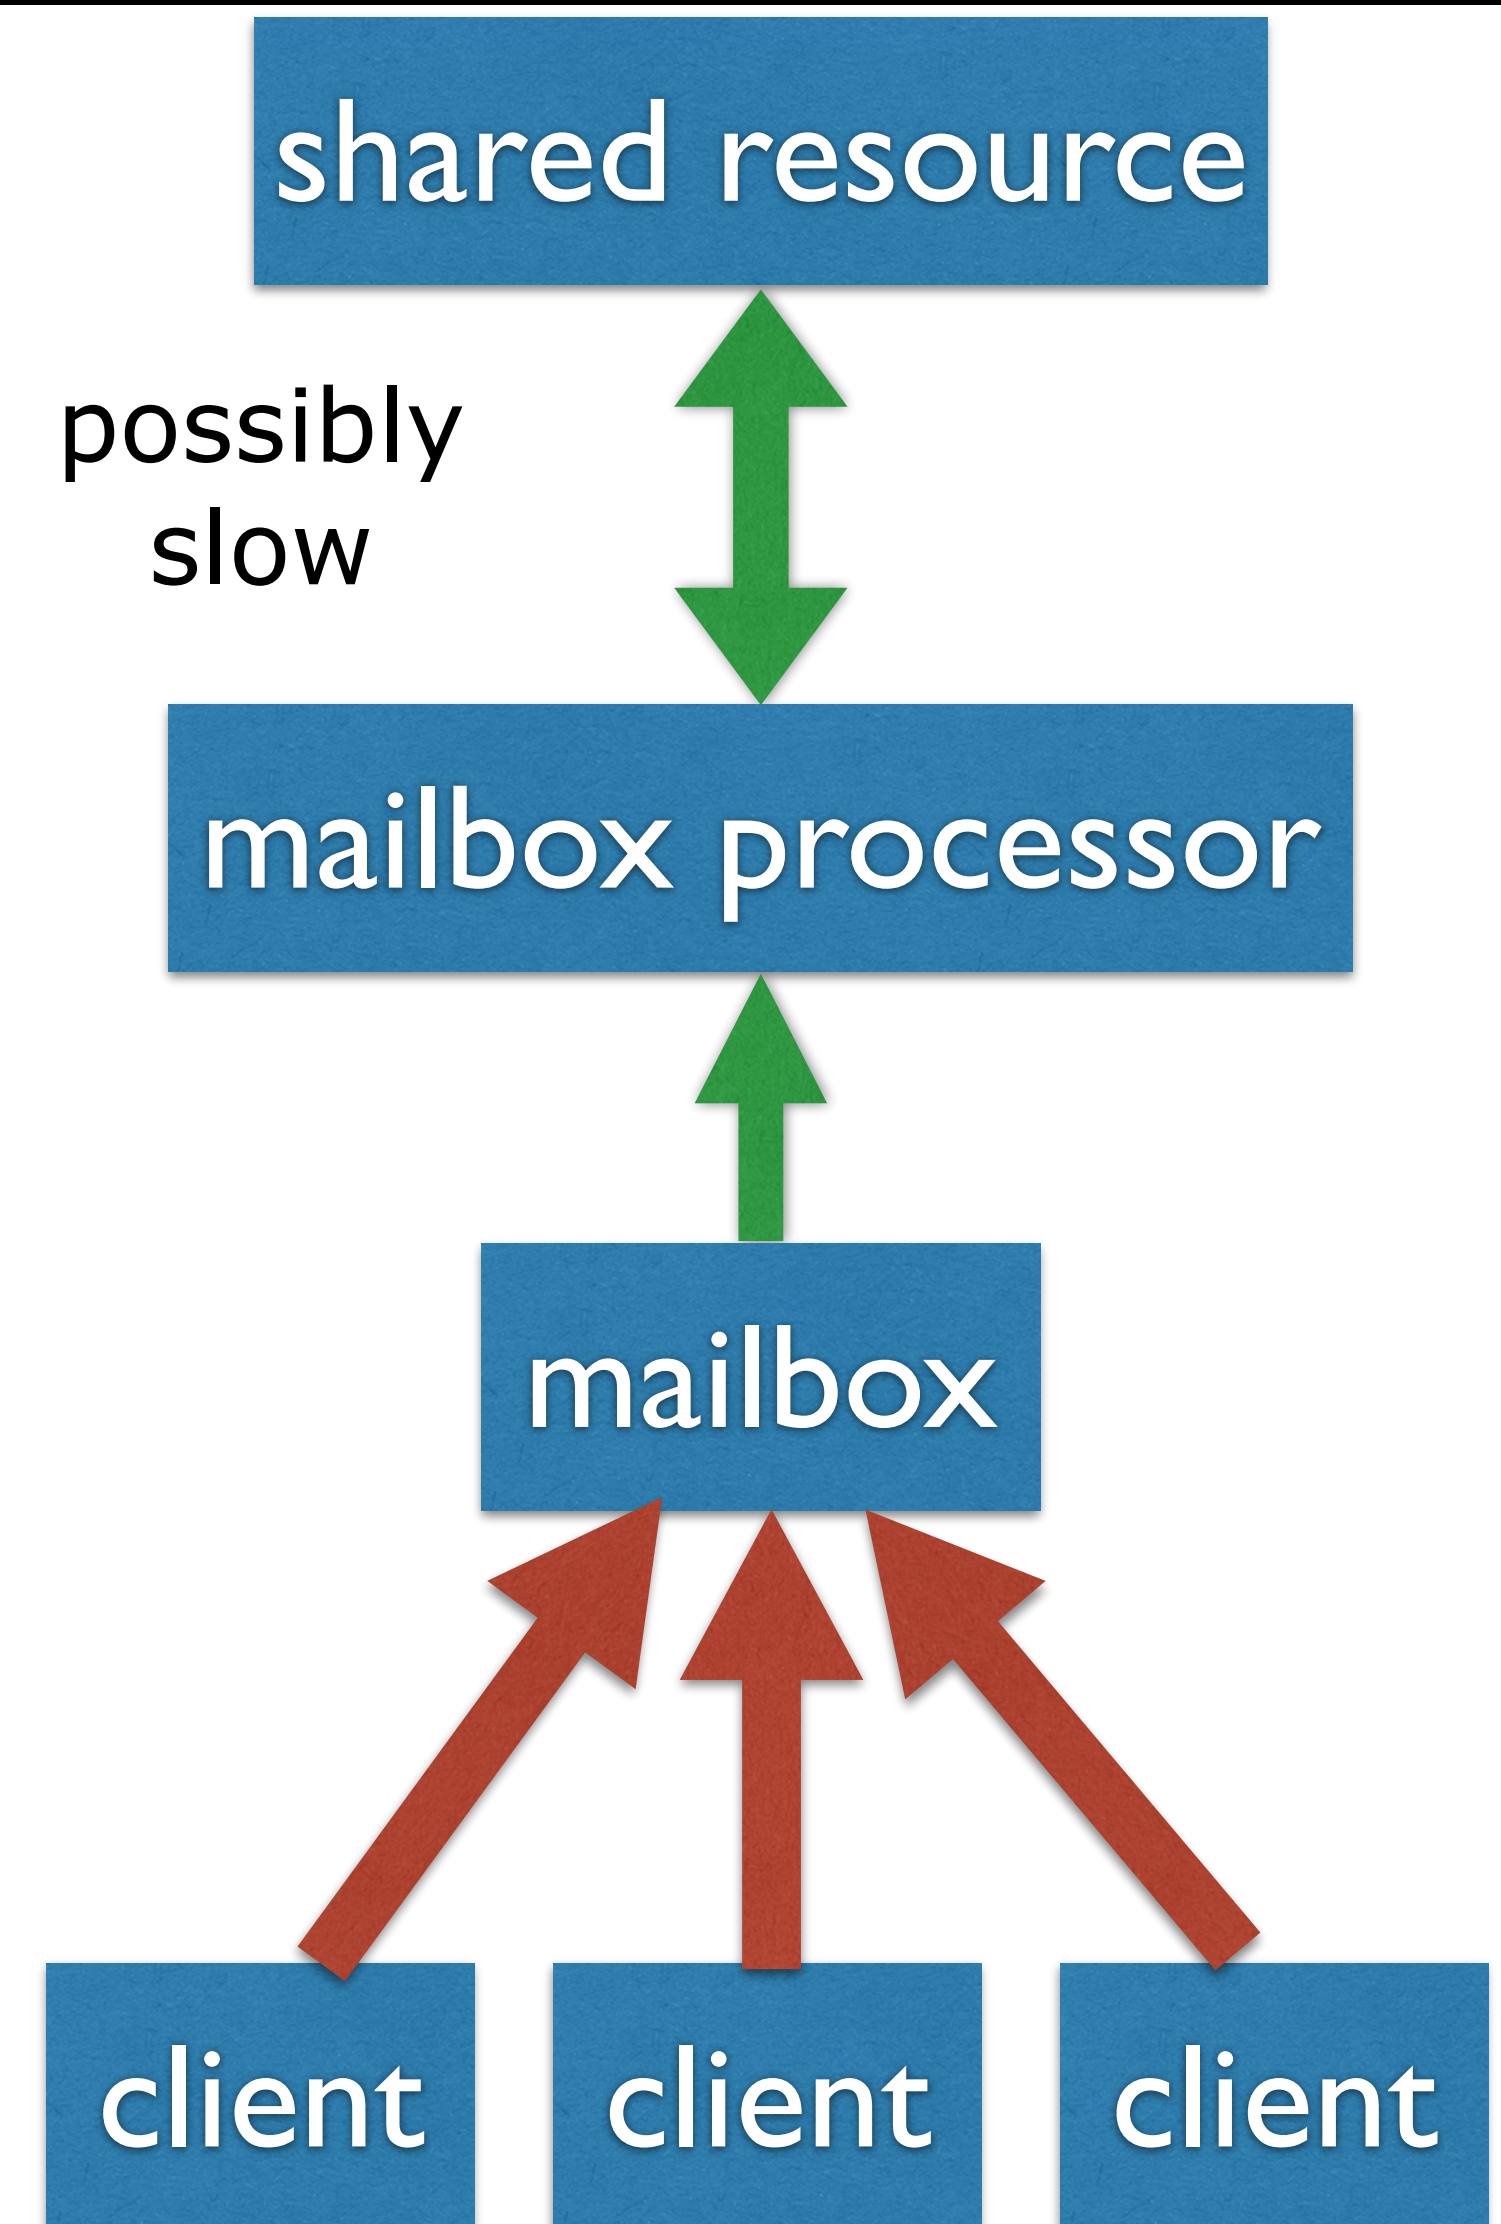 shared resource
possibly
slow
mailbox processor
mailbox
client
client
client